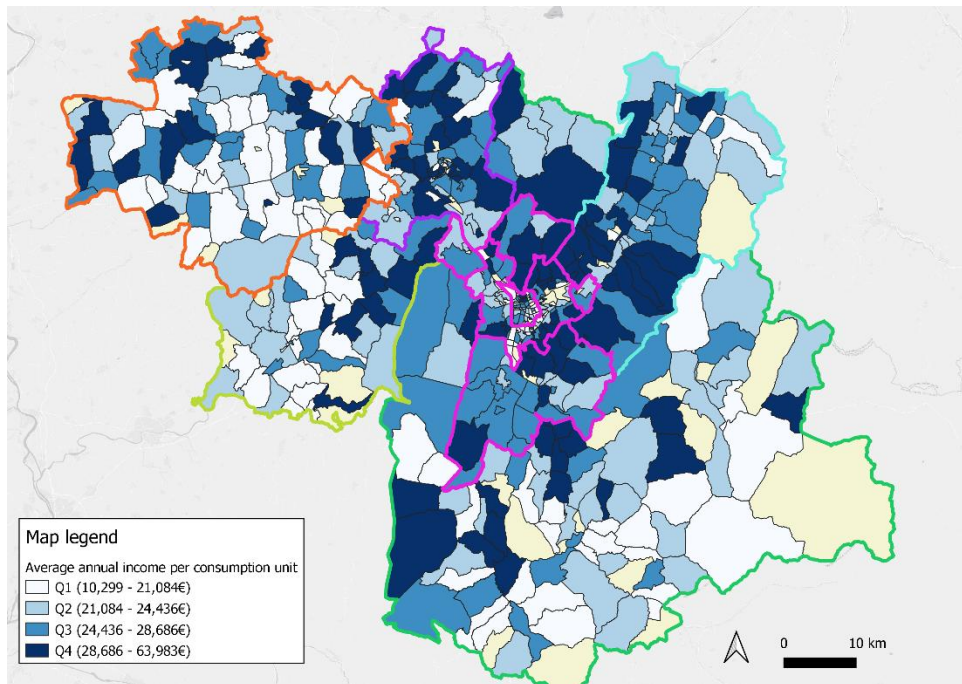 Map legend
Average annual income per consumption unit
Q1 (10,299 - 21,084€)
Q2 (21,084 - 24,436€)
Q3 (24,436 - 28,686€)
Q4 (28,686 - 63,983€)
0 10 km